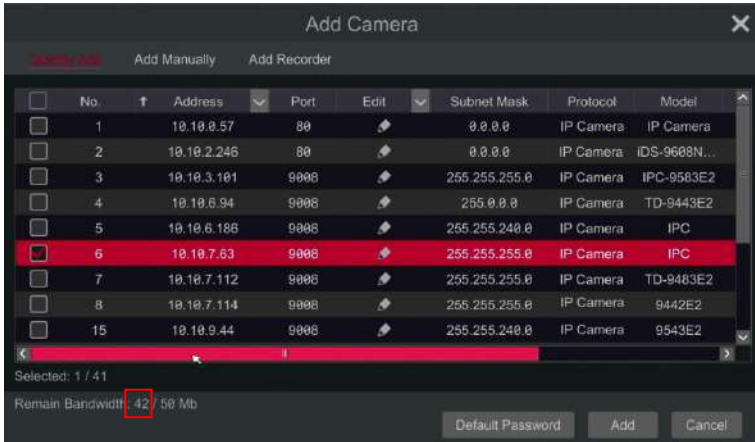 Add Camera
Quickly Add Add Manually Add Recorder
No. Address Port Edit Subnet Mask Protocol Model
1 10.10.0.57 80 0.0.0.0 IP Camera IP Camera
2 10.10.2.246 80 0.0.0.0 IP Camera iDS-9608N...
3 10.10.3.101 9008 255.255.255.0 IP Camera IPC-9583E2
4 10.10.6.94 9008 255.0.0.0 IP Camera TD-9443E2
5 10.10.6.186 9008 255.255.240.0 IP Camera IPC
6 10.10.7.63 9008 255.255.255.0 IP Camera IPC
7 10.10.7.112 9008 255.255.255.0 IP Camera TD-9483E2
8 10.10.7.114 9008 255.255.255.0 IP Camera 9442E2
15 10.10.9.44 9008 255.255.240.0 IP Camera 9543E2
Selected: 1 / 41
Remain Bandwidth: 42 / 50 Mb
Default Password Add Cancel